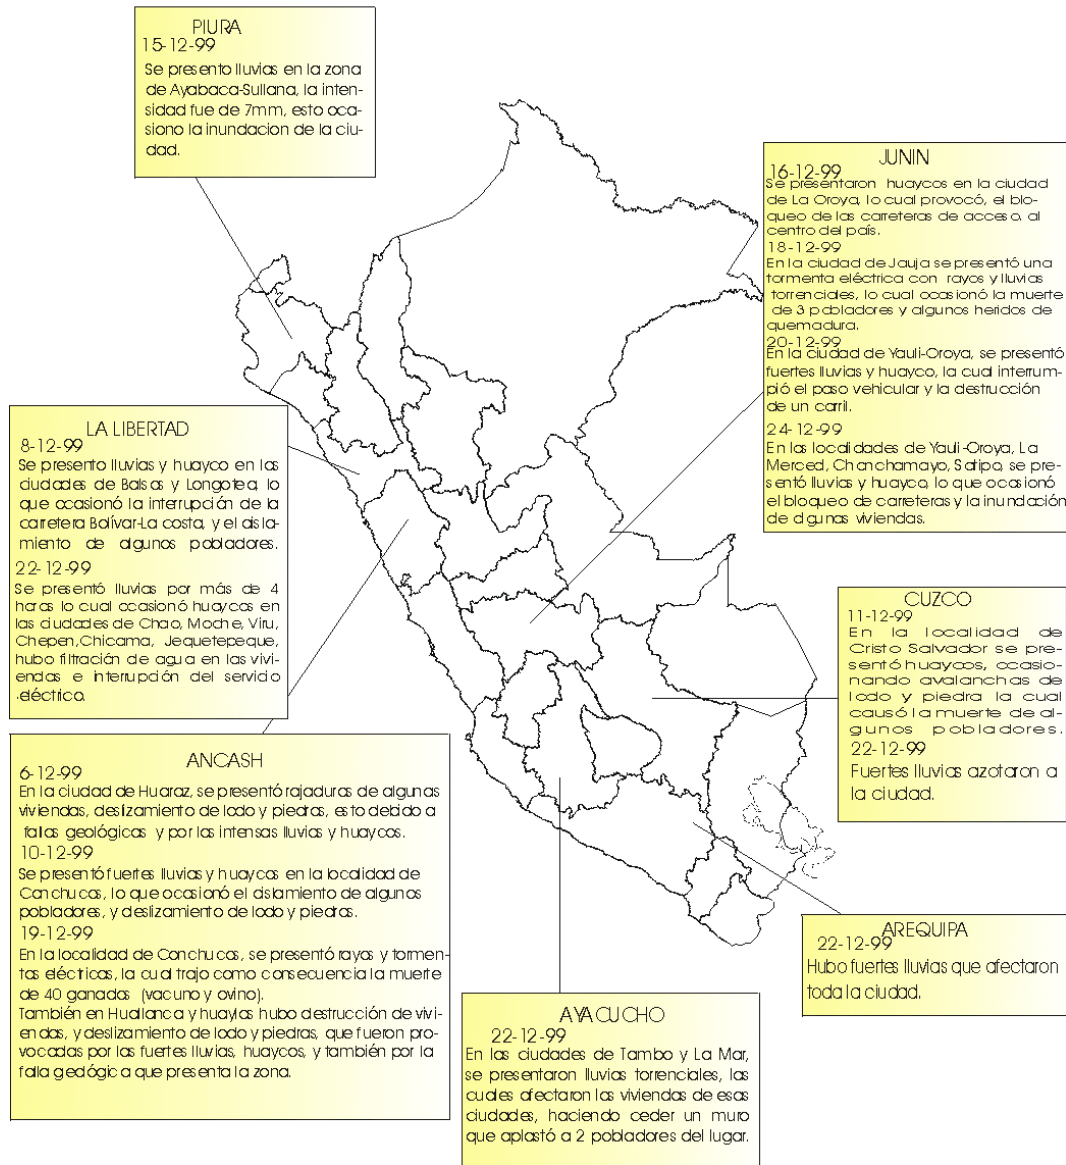 PIURA
15-12-99
Se presento lluvias en la zona
de Ayabaca-Sullana, la inten-
sidad fue de 7mm, esto oca-
siono la inundacion de la ciu-
dad.
JUNIN
16-12-99
Se presentaron huaycos en la ciudad
de La Oroya, lo cual provocó, el blo-
queo de las carreteras de acceso, al
centro del país.
18-12-99
En la ciudad de Jauja se presentó una
tormenta eléctrica con rayos y lluvias
torrenciales, lo cual ocasionó la muerte
de 3 pobladores y algunos heridos de
quemadura.
20-12-99
En la ciudad de Yauli-Oroya, se presentó
fuertes lluvias y huayco, la cual interrum-
pió el paso vehicular y la destrucción
de un carril.
24-12-99
En las localidades de Yauli-Oroya, La
Merced, Chanchamayo, Satipo, se pre-
sentó lluvias y huayco, lo que ocasionó
el bloqueo de carreteras y la inundación
de algunas viviendas.
LA LIBERTAD
8-12-99
Se presento lluvias y huayco en las
ciudades de Balsas y Longotea, lo
que ocasionó la interrupción de la
carretera Bolívar-La costa, y el aisla-
miento de algunos pobladores.
22-12-99
Se presentó lluvias por más de 4
horas lo cual ocasionó huaycos en
las ciudades de Chao, Moche, Viru,
Chepen,Chicama, Jequetepeque,
hubo filtración de agua en las vivi-
endas e interrupción del servicio
eléctrico.
CUZCO
11-12-99
En la localidad de
Cristo Salvador se pre-
sentó huaycos, ocasio-
nando avalanchas de
lodo y piedra la cual
causó la muerte de al-
gunos pobladores.
22-12-99
Fuertes lluvias azotaron a
la ciudad.
ANCASH
6-12-99
En la ciudad de Huaraz, se presentó rajaduras de algunas
viviendas, deslizamiento de lodo y piedras, esto debido a
fallas geológicas y por las intensas lluvias y huaycos.
10-12-99
Se presentó fuertes lluvias y huaycos en la localidad de
Canchucos, lo que ocasionó el aislamiento de algunos
pobladores, y deslizamiento de lodo y piedras.
19-12-99
En la localidad de Conchucos, se presentó rayos y tormen-
tas eléctricas, la cual trajo como consecuencia la muerte
de 40 ganados (vacuno y ovino).
También en Huallanca y huaylas hubo destrucción de vivi-
endas, y deslizamiento de lodo y piedras, que fueron pro-
vocadas por las fuertes lluvias, huaycos, y también por la
falla geológica que presenta la zona.
AREQUIPA
22-12-99
Hubo fuertes lluvias que afectaron
toda la ciudad.
AYACUCHO
22-12-99
En las ciudades de Tambo y La Mar,
se presentaron lluvias torrenciales, las
cuales afectaron las viviendas de esas
ciudades, haciendo ceder un muro
que aplastó a 2 pobladores del lugar.